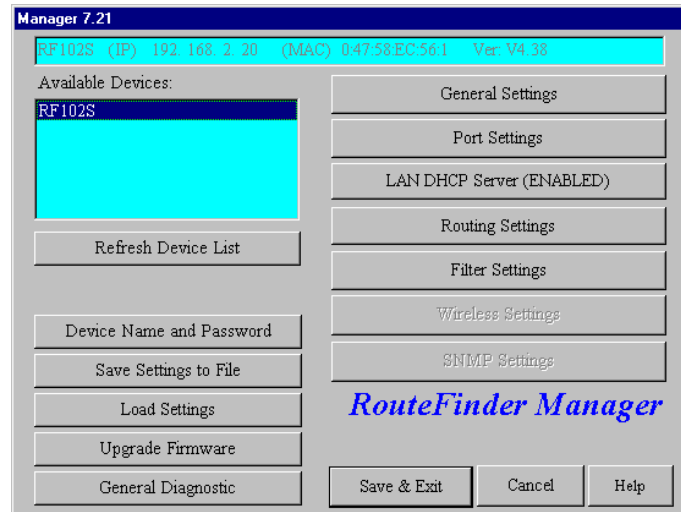 Manager 7.21
RF102S (IP) 192. 168. 2. 20 (MAC) 0:47:58:EC:56:1 Ver: V4.38
Available Devices:
RF102S
Refresh Device List
Device Name and Password
Save Settings to File
Load Settings
Upgrade Firmware
General Diagnostic
General Settings
Port Settings
LAN DHCP Server (ENABLED)
Routing Settings
Filter Settings
Wireless Settings
SNMP Settings
RouteFinder Manager
Save & Exit
Cancel
Help